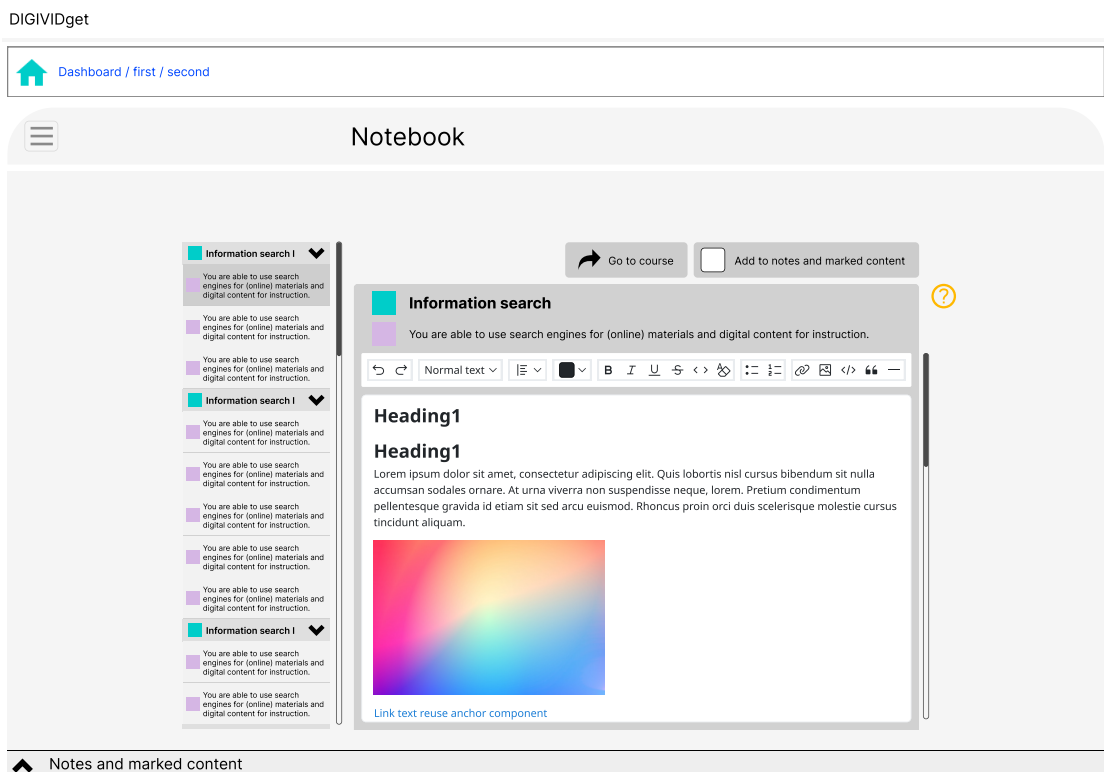 DIGIVIDget
Dashboard / first / second
Notebook
Information search I
You are able to use search
engines for (online) materials and
digital content for instruction.
You are able to use search
engines for (online) materials and
digital content for instruction.
You are able to use search
engines for (online) materials and
digital content for instruction.
Information search I
You are able to use search
engines for (online) materials and
digital content for instruction.
You are able to use search
engines for (online) materials and
digital content for instruction.
You are able to use search
engines for (online) materials and
digital content for instruction.
You are able to use search
engines for (online) materials and
digital content for instruction.
You are able to use search
engines for (online) materials and
digital content for instruction.
Information search I
You are able to use search
engines for (online) materials and
digital content for instruction.
You are able to use search
engines for (online) materials and
digital content for instruction.
Go to course
Add to notes and marked content
Information search
You are able to use search engines for (online) materials and digital content for instruction.
Normal text
Heading1
Heading1
Lorem ipsum dolor sit amet, consectetur adipiscing elit. Quis lobortis nisl cursus bibendum sit nulla
accumsan sodales ornare. At urna viverra non suspendisse neque, lorem. Pretium condimentum
pellentesque gravida id etiam sit sed arcu euismod. Rhoncus proin orci duis scelerisque molestie cursus
tincidunt aliquam.
Link text reuse anchor component
Notes and marked content